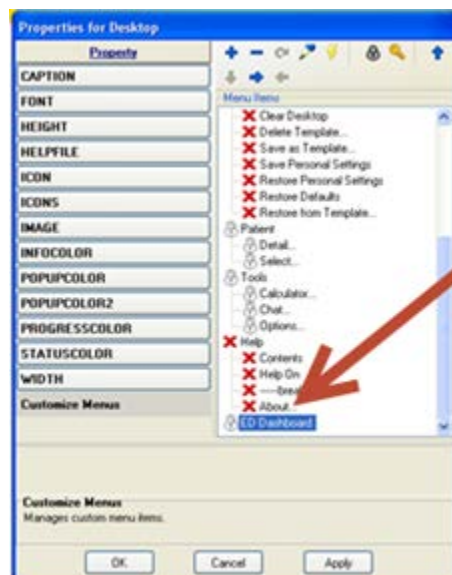 Properties for Desktop
Property
CAPTION
FONT
HEIGHT
HELPFILE
ICON
ICONS
IMAGE
INFOCOLOR
POPUPCOLOR
POPUPCOLOR2
PROGRESSCOLOR
STATUSCOLOR
WIDTH
Customize Menus
Menu Items
Clear Desktop
Delete Template...
Save as Template...
Save Personal Settings
Restore Personal Settings
Restore Defaults
Restore from Template...
Patient
Detail...
Select...
Tools
Calculator...
Chat...
Options...
Help
Contents
Help On
About...
ED Dashboard
Customize Menus
Manages custom menu items.
OK
Cancel
Apply